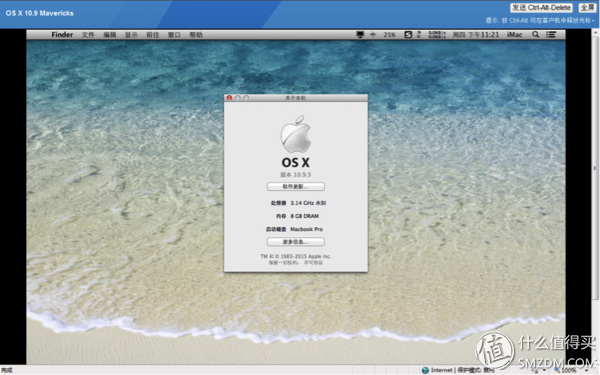 OS X 10.9 Mavericks
发送 Ctrl-Alt-Delete 全屏
提示: 按 Ctrl-Alt 可在客户机中释放光标。
Finder 文件 编辑 显示 前往 窗口 帮助
25K 周四 下午11:21 iMac
关于本机
OS X
版本 10.9.5
软件更新...
处理器 3.14 GHz 未知
内存 8 GB DRAM
启动磁盘 Macbook Pro
更多信息...
TM 和 © 1983-2015 Apple Inc.
保留一切权利。 许可协议
完成
Internet | 保护模式: 禁用
100%
值 什么值得买
SMZDM.COM